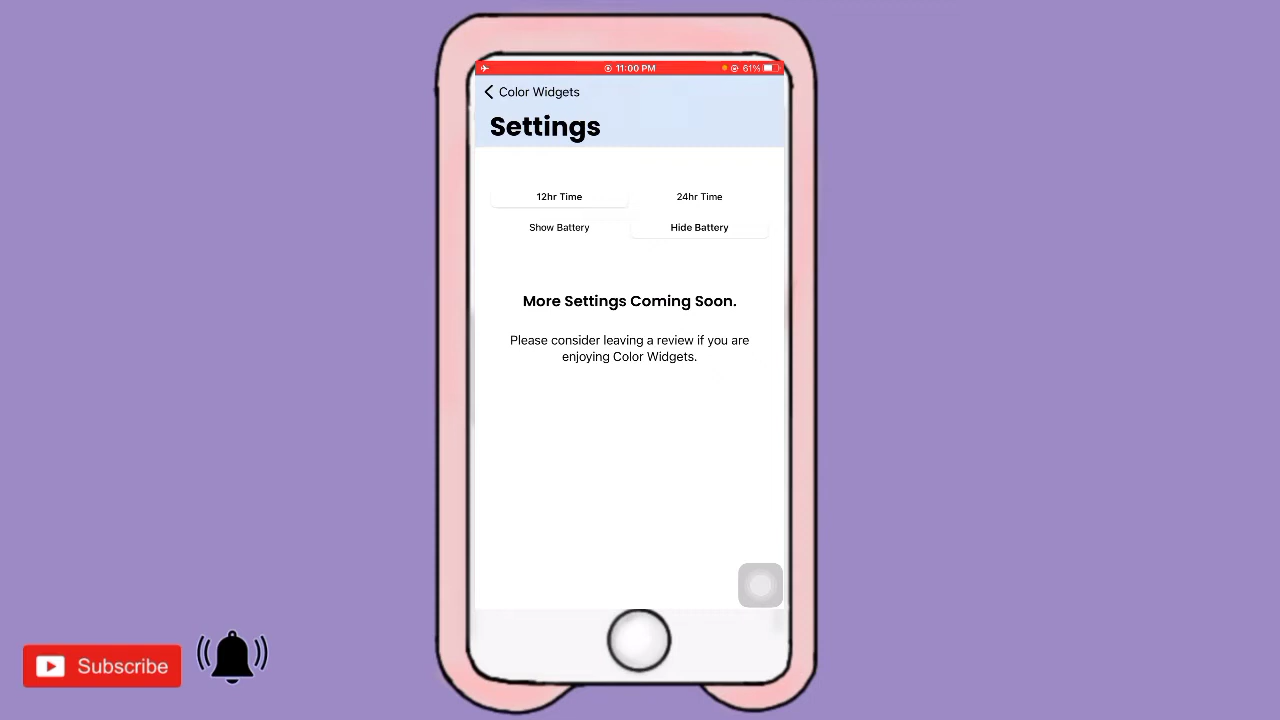 11:00 PM
61%
Color Widgets
Settings
12hr Time
24hr Time
Show Battery
Hide Battery
More Settings Coming Soon.
Please consider leaving a review if you are
enjoying Color Widgets.
Subscribe